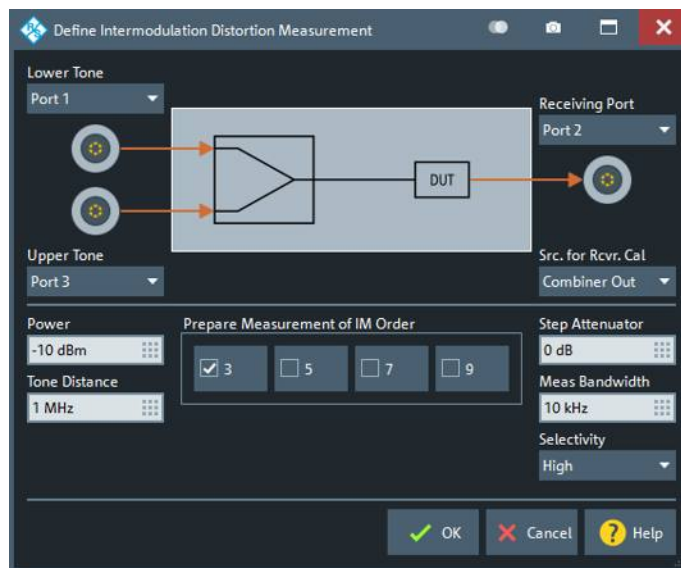 Define Intermodulation Distortion Measurement
Lower Tone
Port 1
Receiving Port
Port 2
DUT
Upper Tone
Port 3
Src. for Rcvr. Cal
Combiner Out
Power
-10 dBm
Prepare Measurement of IM Order
3 5 7 9
Step Attenuator
0 dB
Tone Distance
1 MHz
Meas Bandwidth
10 kHz
Selectivity
High
OK Cancel ? Help